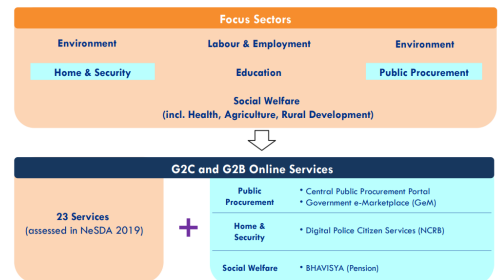 Focus Sectors
Environment Labour & Employment Environment
Home & Security Education Public Procurement
Social Welfare
(incl. Health, Agriculture, Rural Development)
G2C and G2B Online Services
23 Services
(assessed in NeSDA 2019)
+
Public
Procurement
• Central Public Procurement Portal
• Government e-Marketplace (GeM)
Home &
Security
• Digital Police Citizen Services (NCRB)
Social Welfare • BHAVISYA (Pension)